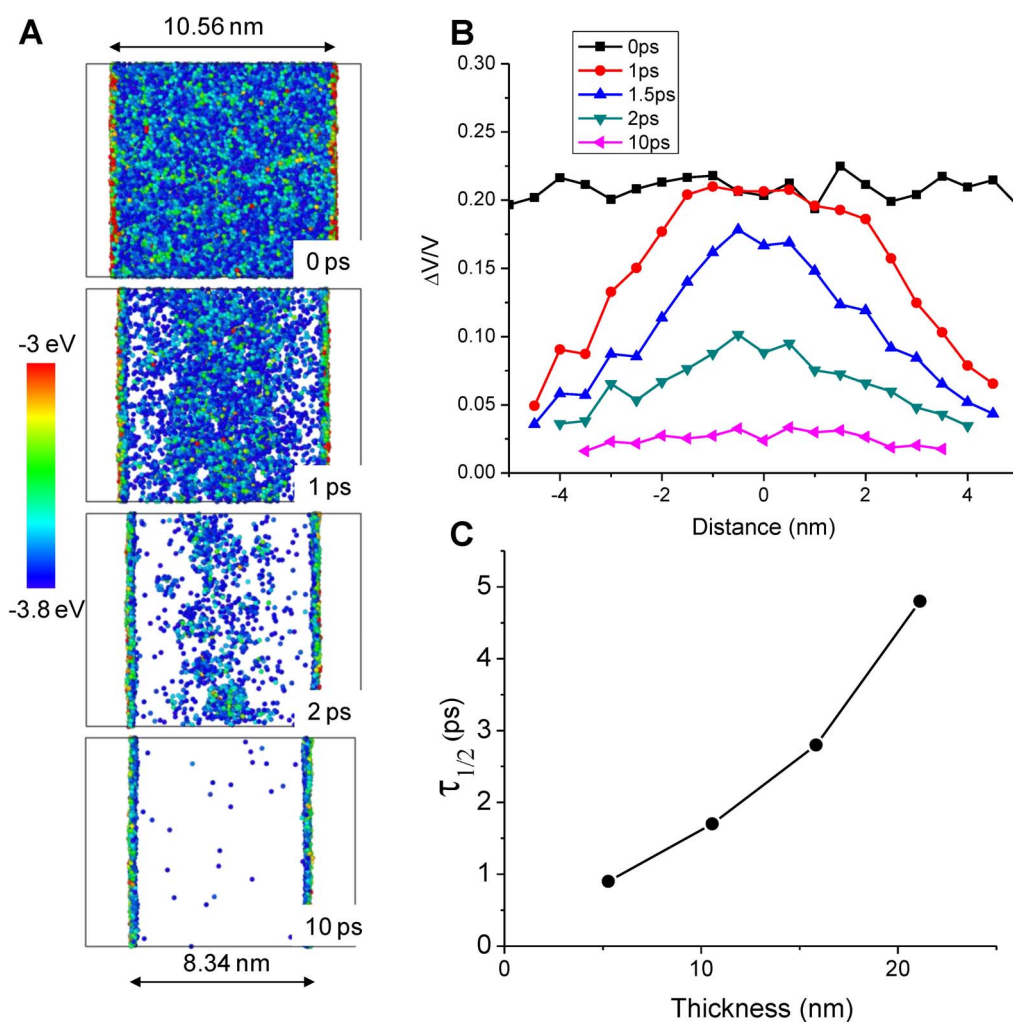 A
10.56 nm
0 ps
1 ps
-3 eV
-3.8 eV
2 ps
10 ps
8.34 nm
B
0ps
1ps
1.5ps
2ps
10ps
0.30
0.25
0.20
0.15
0.10
0.05
0.00
ΔV/V
-4 -2 0 2 4
Distance (nm)
C
5
4
3
2
1
0
τ1/2 (ps)
0 10 20
Thickness (nm)